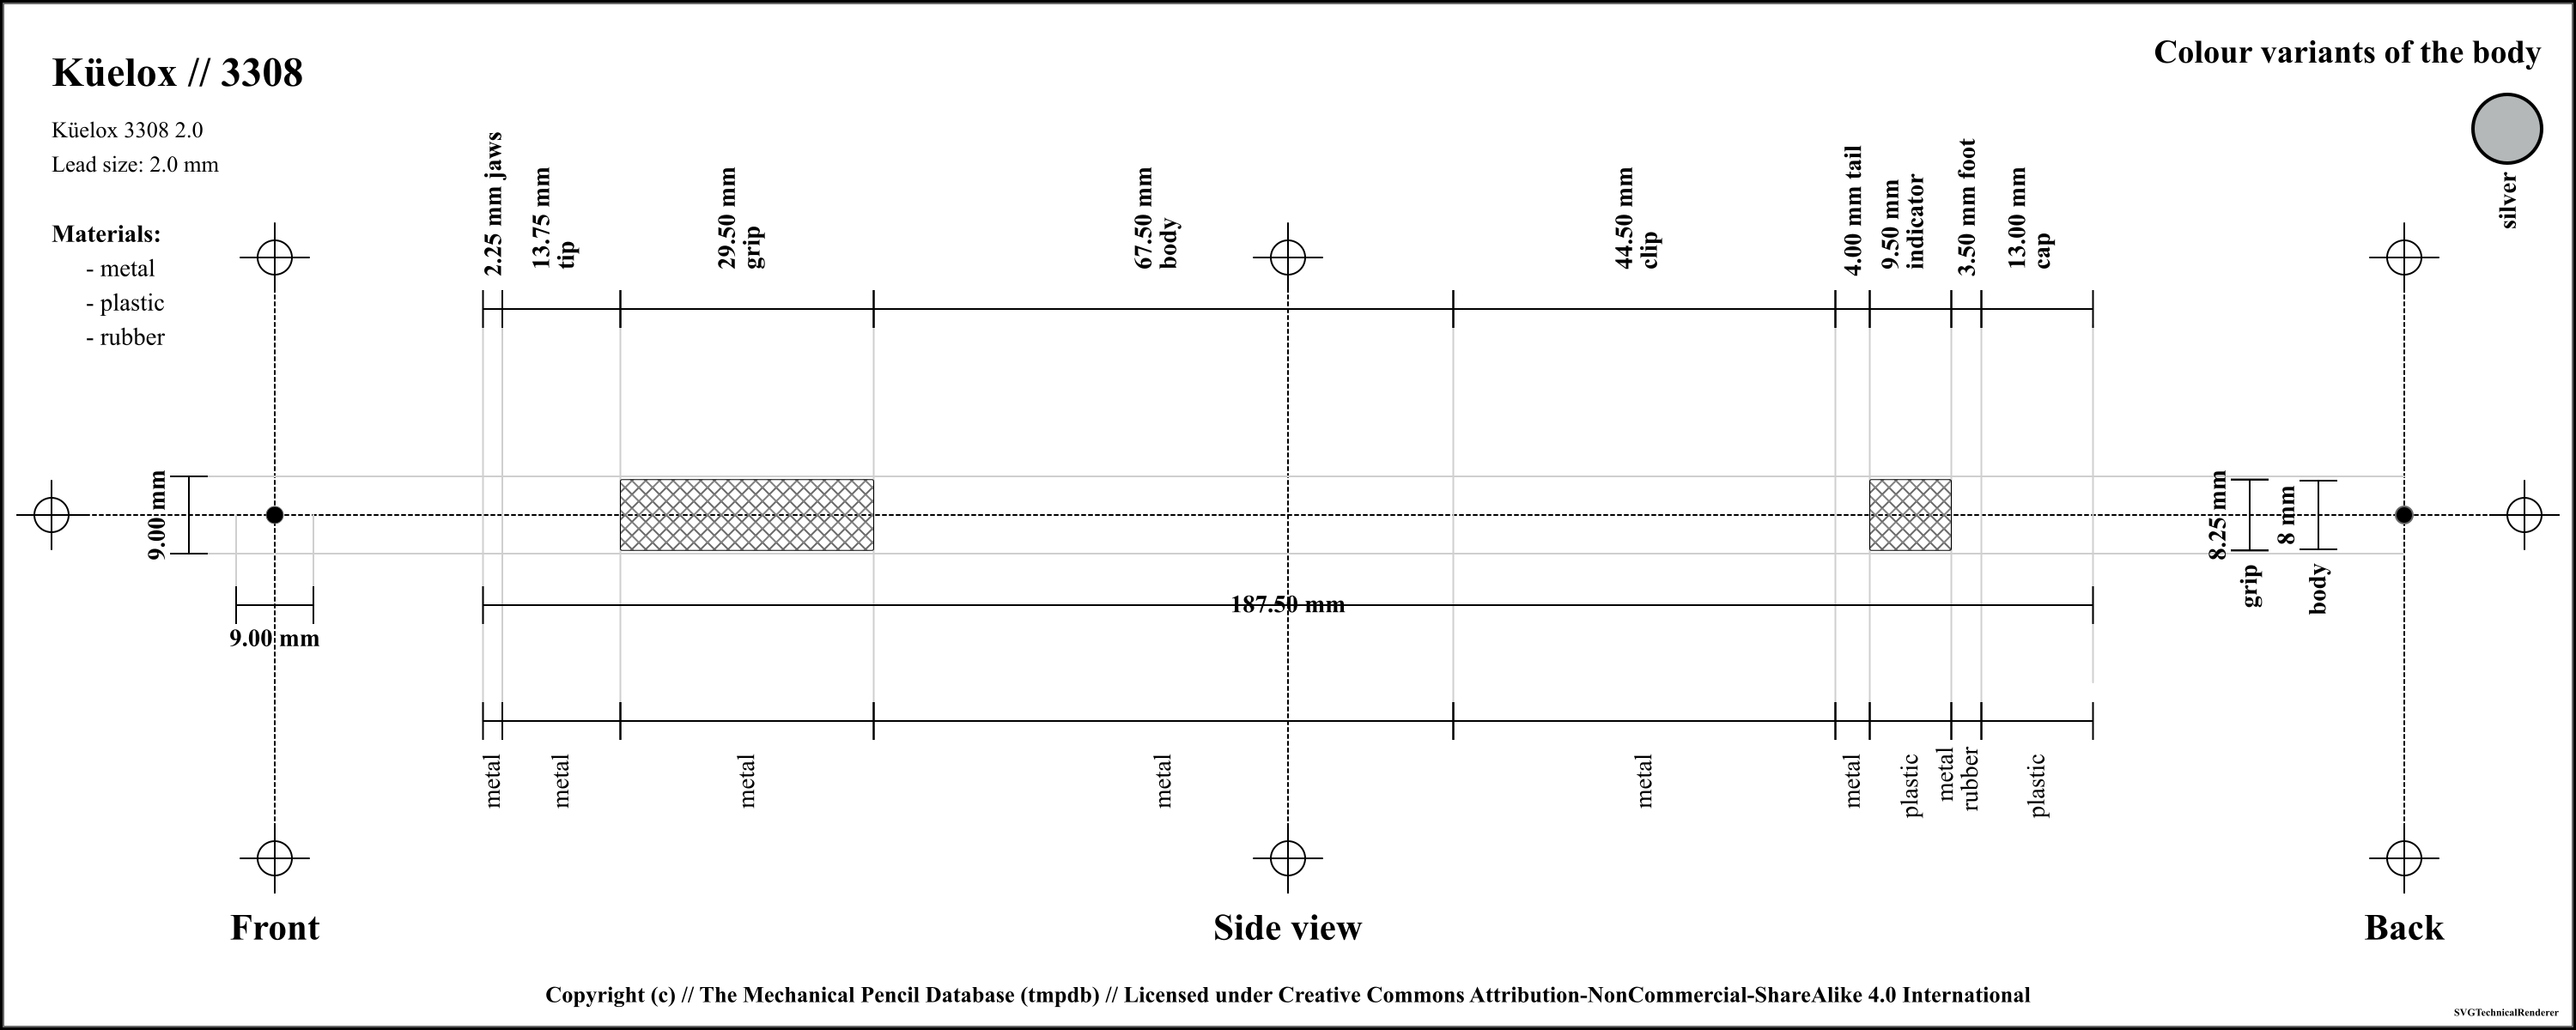 Küelox // 3308
Küelox 3308 2.0
Lead size: 2.0 mm
Materials:
- metal
- plastic
- rubber
Colour variants of the body
silver
2.25 mm jaws
13.75 mm
tip
29.50 mm
grip
67.50 mm
body
44.50 mm
clip
4.00 mm tail
9.50 mm
indicator
3.50 mm foot
13.00 mm
cap
9.00 mm
9.00 mm
187.50 mm
8.25 mm
grip
8 mm
body
metal
metal
metal
metal
metal
metal
plastic
metal
rubber
plastic
Front
Side view
Back
Copyright (c) // The Mechanical Pencil Database (tmpdb) // Licensed under Creative Commons Attribution-NonCommercial-ShareAlike 4.0 International
SVGTechnicalRenderer